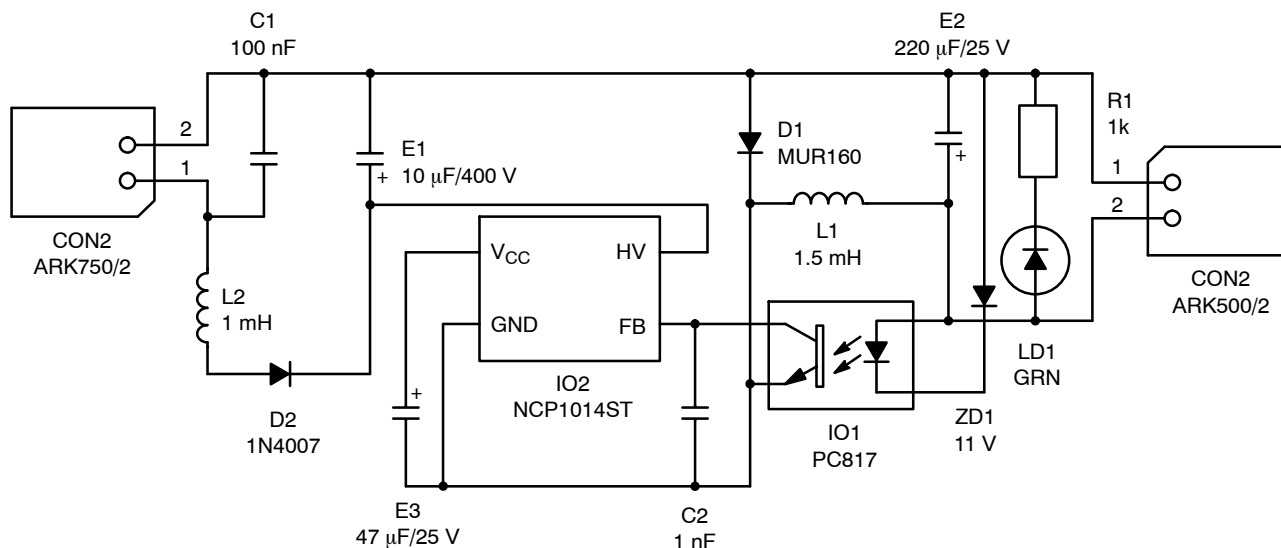 C1
100 nF
E2
220 μF/25 V
2
1
CON2
ARK750/2
E1
+
10 μF/400 V
D1
MUR160
+
R1
1k
1
2
CON2
ARK500/2
L1
1.5 mH
VCC
HV
GND
FB
IO2
NCP1014ST
L2
1 mH
D2
1N4007
+
E3
47 μF/25 V
C2
1 nF
IO1
PC817
ZD1
11 V
LD1
GRN